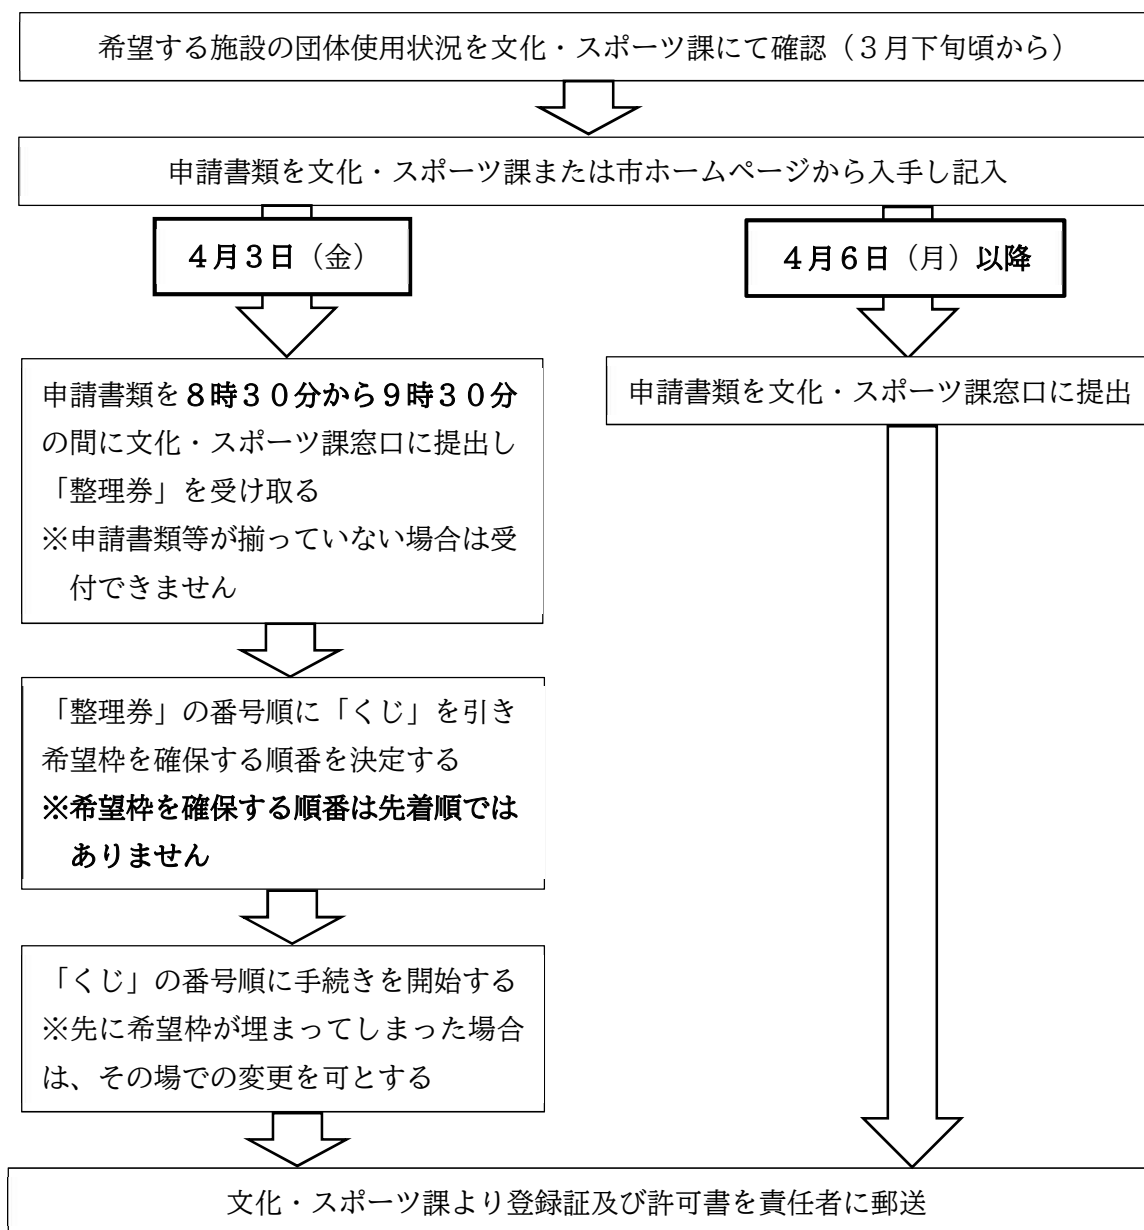 希望する施設の団体使用状況を文化・スポーツ課にて確認（３月下旬頃から）
申請書類を文化・スポーツ課または市ホームページから入手し記入
４月３日（金）
申請書類を８時３０分から９時３０分
の間に文化・スポーツ課窓口に提出し
「整理券」を受け取る
※申請書類等が揃っていない場合は受
付できません
「整理券」の番号順に「くじ」を引き
希望枠を確保する順番を決定する
※希望枠を確保する順番は先着順では
ありません
「くじ」の番号順に手続きを開始する
※先に希望枠が埋まってしまった場合
は、その場での変更を可とする
４月６日（月）以降
申請書類を文化・スポーツ課窓口に提出
文化・スポーツ課より登録証及び許可書を責任者に郵送